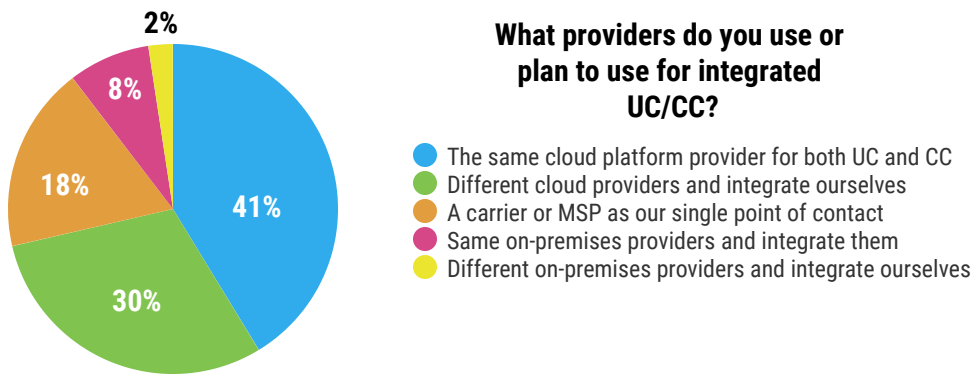 2%
8%
18%
41%
30%
What providers do you use or
plan to use for integrated
UC/CC?
The same cloud platform provider for both UC and CC
Different cloud providers and integrate ourselves
A carrier or MSP as our single point of contact
Same on-premises providers and integrate them
Different on-premises providers and integrate ourselves